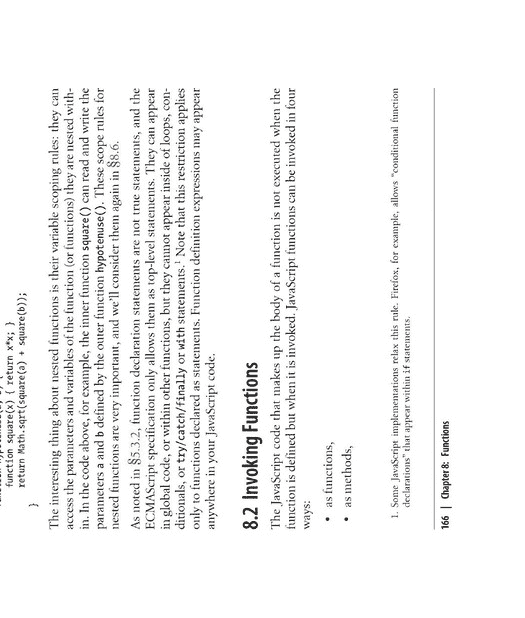 function square(x) { return x*x; }
return Math.sqrt(square(a) + square(b));
}
The interesting thing about nested functions is their variable scoping rules: they can
access the parameters and variables of the function (or functions) they are nested with-
in. In the code above, for example, the inner function square() can read and write the
parameters a and b defined by the outer function hypotenuse(). These scope rules for
nested functions are very important, and we'll consider them again in §8.6.
As noted in §5.3.2, function declaration statements are not true statements, and the
ECMAScript specification only allows them as top-level statements. They can appear
in global code, or within other functions, but they cannot appear inside of loops, con-
ditionals, or try/catch/finally or with statements.1 Note that this restriction applies
only to functions declared as statements. Function definition expressions may appear
anywhere in your JavaScript code.
8.2 Invoking Functions
The JavaScript code that makes up the body of a function is not executed when the
function is defined but when it is invoked. JavaScript functions can be invoked in four
ways:
• as functions,
• as methods,
1. Some JavaScript implementations relax this rule. Firefox, for example, allows "conditional function
declarations" that appear within if statements.
166 | Chapter 8: Functions